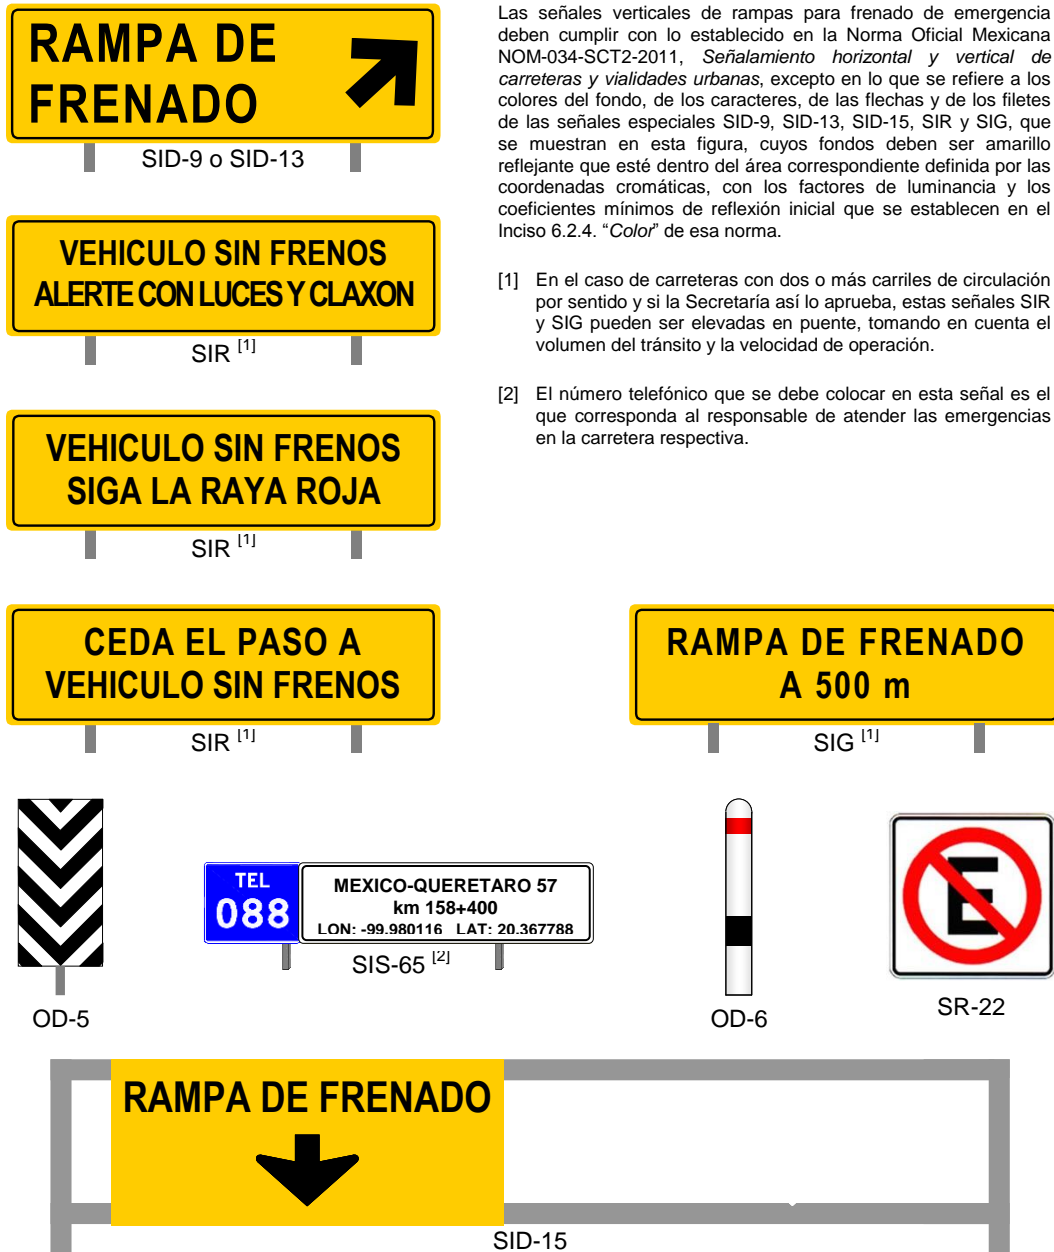 RAMPA DE
FRENADO
SID-9 o SID-13
VEHICULO SIN FRENOS
ALERTE CON LUCES Y CLAXON
SIR [1]
VEHICULO SIN FRENOS
SIGA LA RAYA ROJA
SIR [1]
Las señales verticales de rampas para frenado de emergencia
deben cumplir con lo establecido en la Norma Oficial Mexicana
NOM-034-SCT2-2011, Señalamiento horizontal y vertical de
carreteras y vialidades urbanas, excepto en lo que se refiere a los
colores del fondo, de los caracteres, de las flechas y de los filetes
de las señales especiales SID-9, SID-13, SID-15, SIR y SIG, que
se muestran en esta figura, cuyos fondos deben ser amarillo
reflejante que esté dentro del área correspondiente definida por las
coordenadas cromáticas, con los factores de luminancia y los
coeficientes mínimos de reflexión inicial que se establecen en el
Inciso 6.2.4. “Color” de esa norma.
[1] En el caso de carreteras con dos o más carriles de circulación
por sentido y si la Secretaría así lo aprueba, estas señales SIR
y SIG pueden ser elevadas en puente, tomando en cuenta el
volumen del tránsito y la velocidad de operación.
[2] El número telefónico que se debe colocar en esta señal es el
que corresponda al responsable de atender las emergencias
en la carretera respectiva.
CEDA EL PASO A
VEHICULO SIN FRENOS
SIR [1]
RAMPA DE FRENADO
A 500 m
SIG [1]
OD-5
TEL
088
MEXICO-QUERETARO 57
km 158+400
LON: -99.980116 LAT: 20.367788
SIS-65 [2]
OD-6
E
SR-22
RAMPA DE FRENADO
SID-15